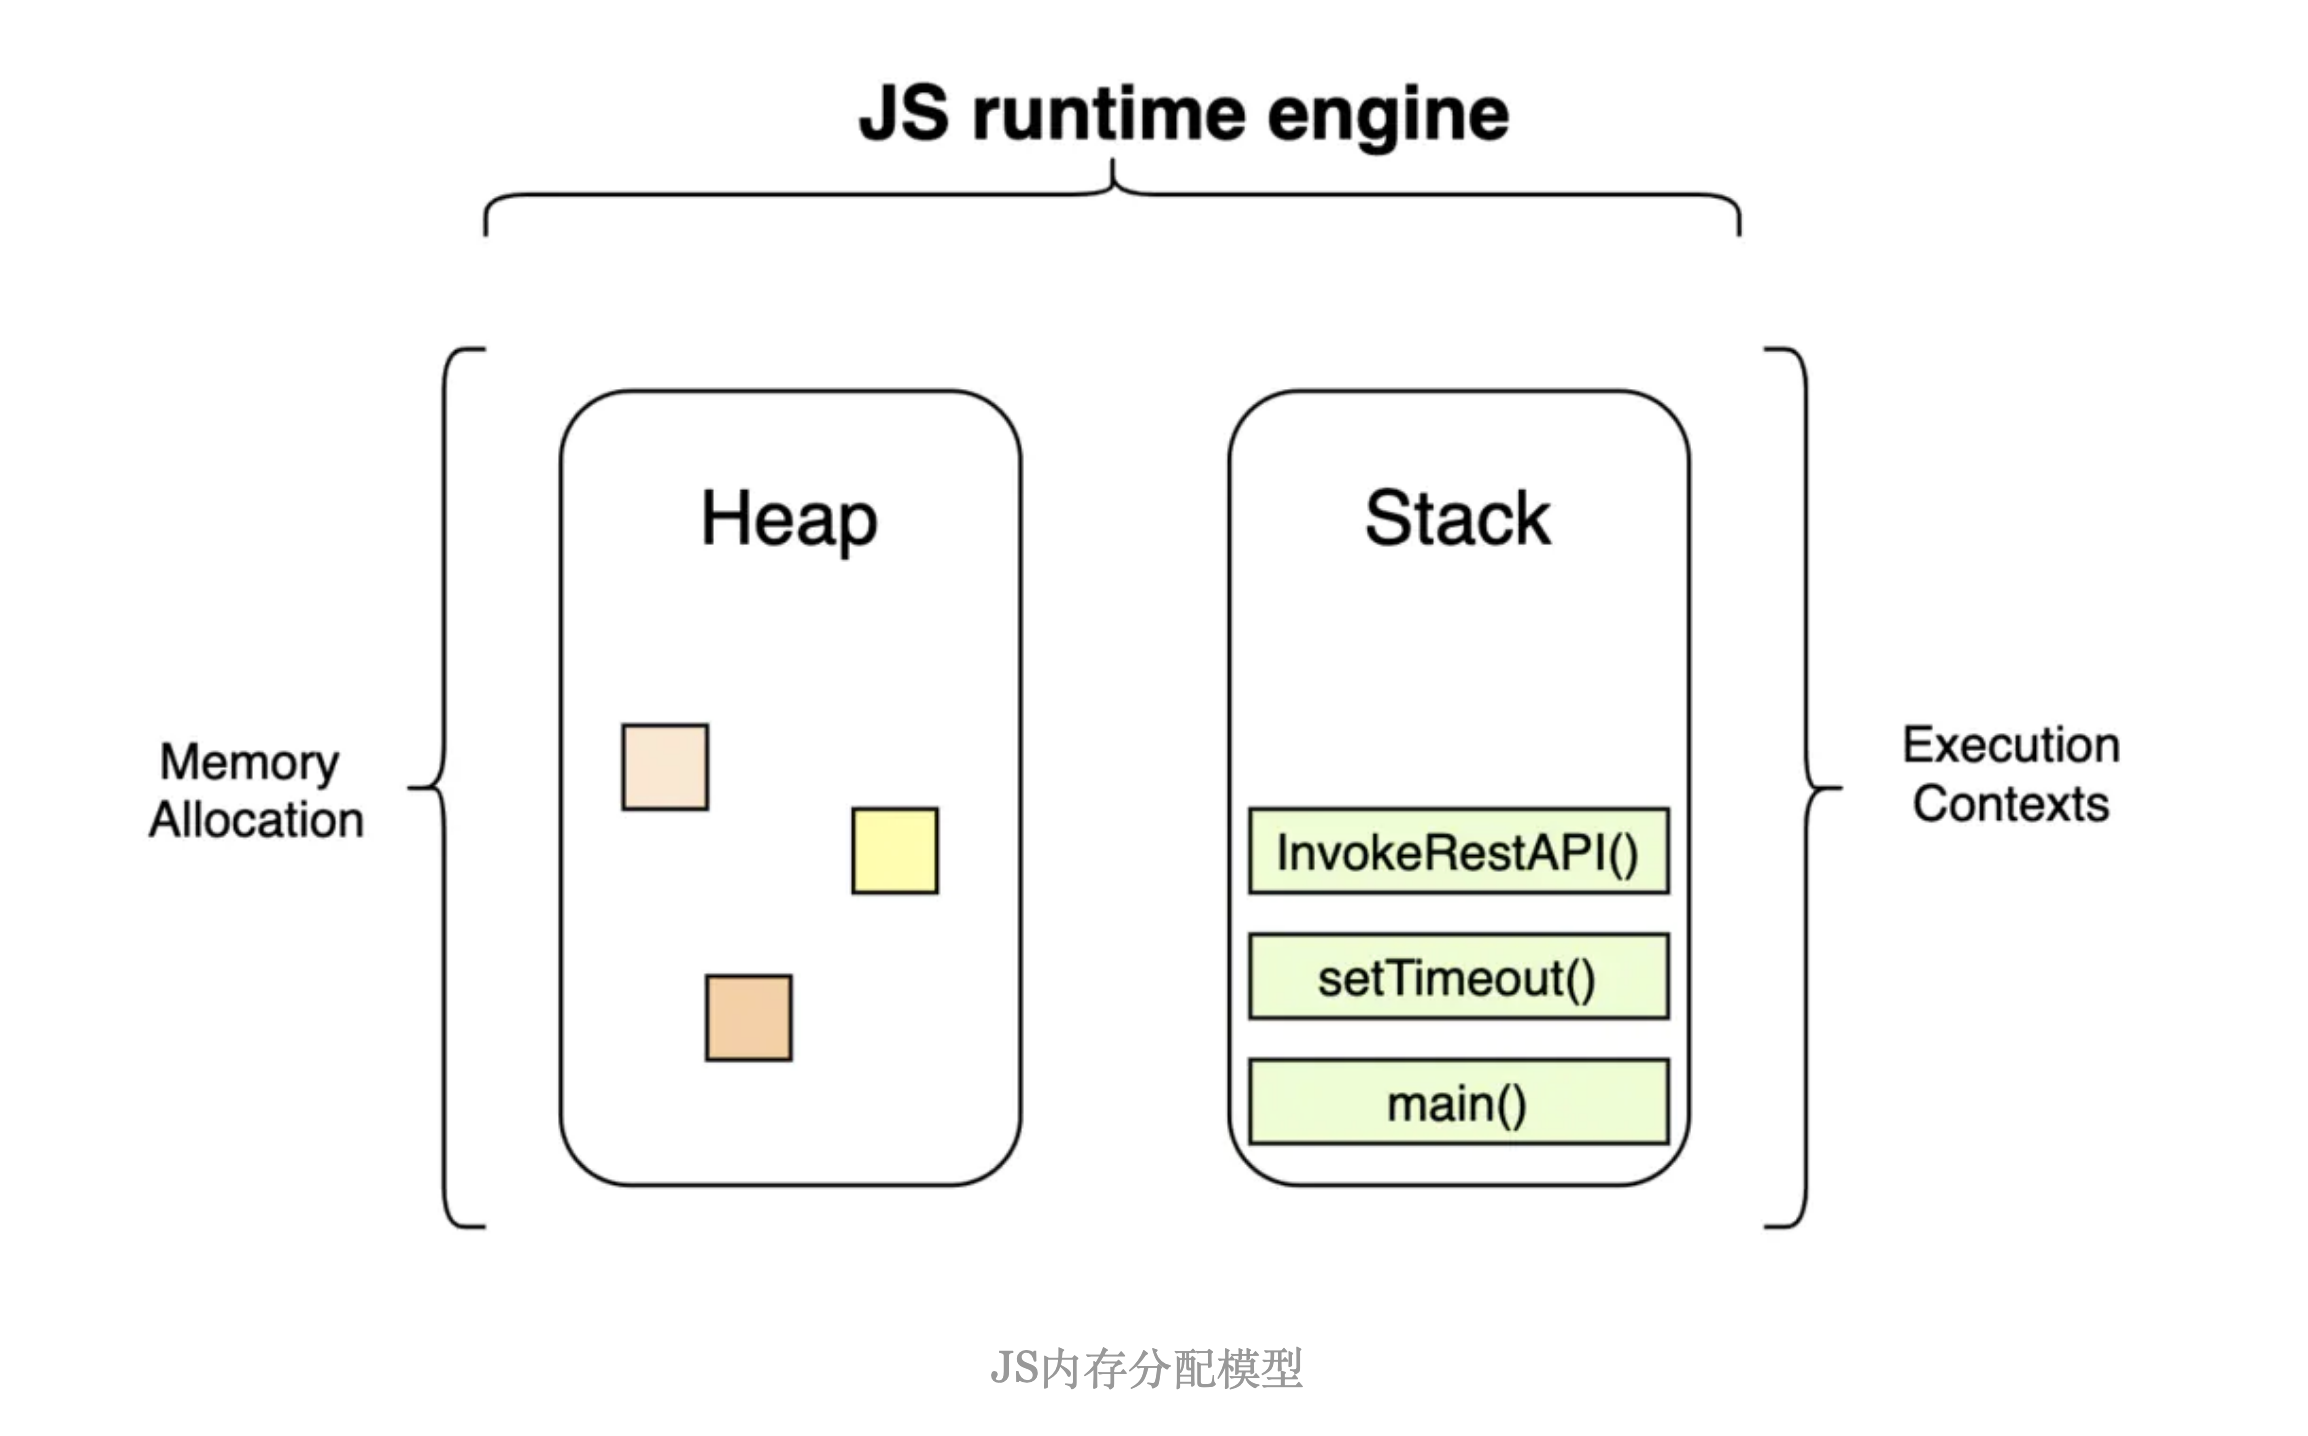 JS runtime engine
Heap
Stack
Memory
Allocation
Execution
Contexts
InvokeRestAPI()
setTimeout()
main()
JS内存分配模型